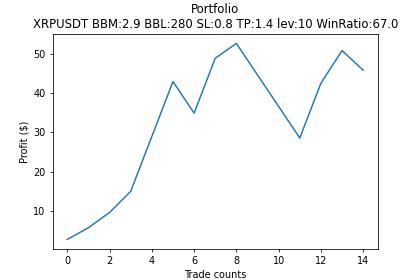 Portfolio
XRPUSDT BBM:2.9 BBL:280 SL:0.8 TP:1.4 lev:10 WinRatio:67.0
50
40
30
20
10
Profit ($)
0 2 4 6 8 10 12 14
Trade counts